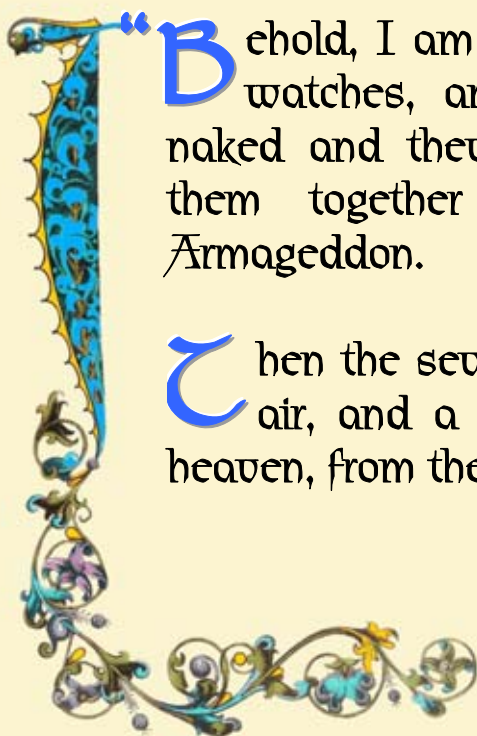 “Behold, I am
watches, an
naked and they
them together
Armageddon.
Then the sev
air, and a
heaven, from the